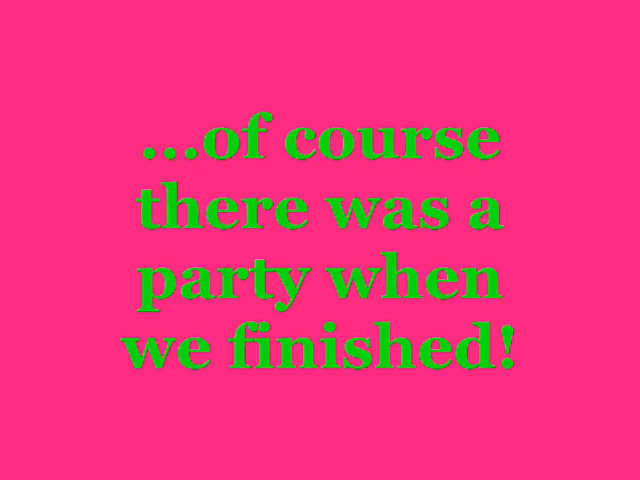 ...of course
there was a
party when
we finished!